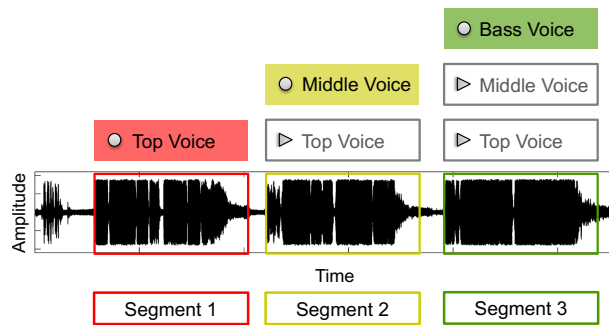 Bass Voice
Middle Voice
Middle Voice
Top Voice
Top Voice
Top Voice
Amplitude
Time
Segment 1
Segment 2
Segment 3